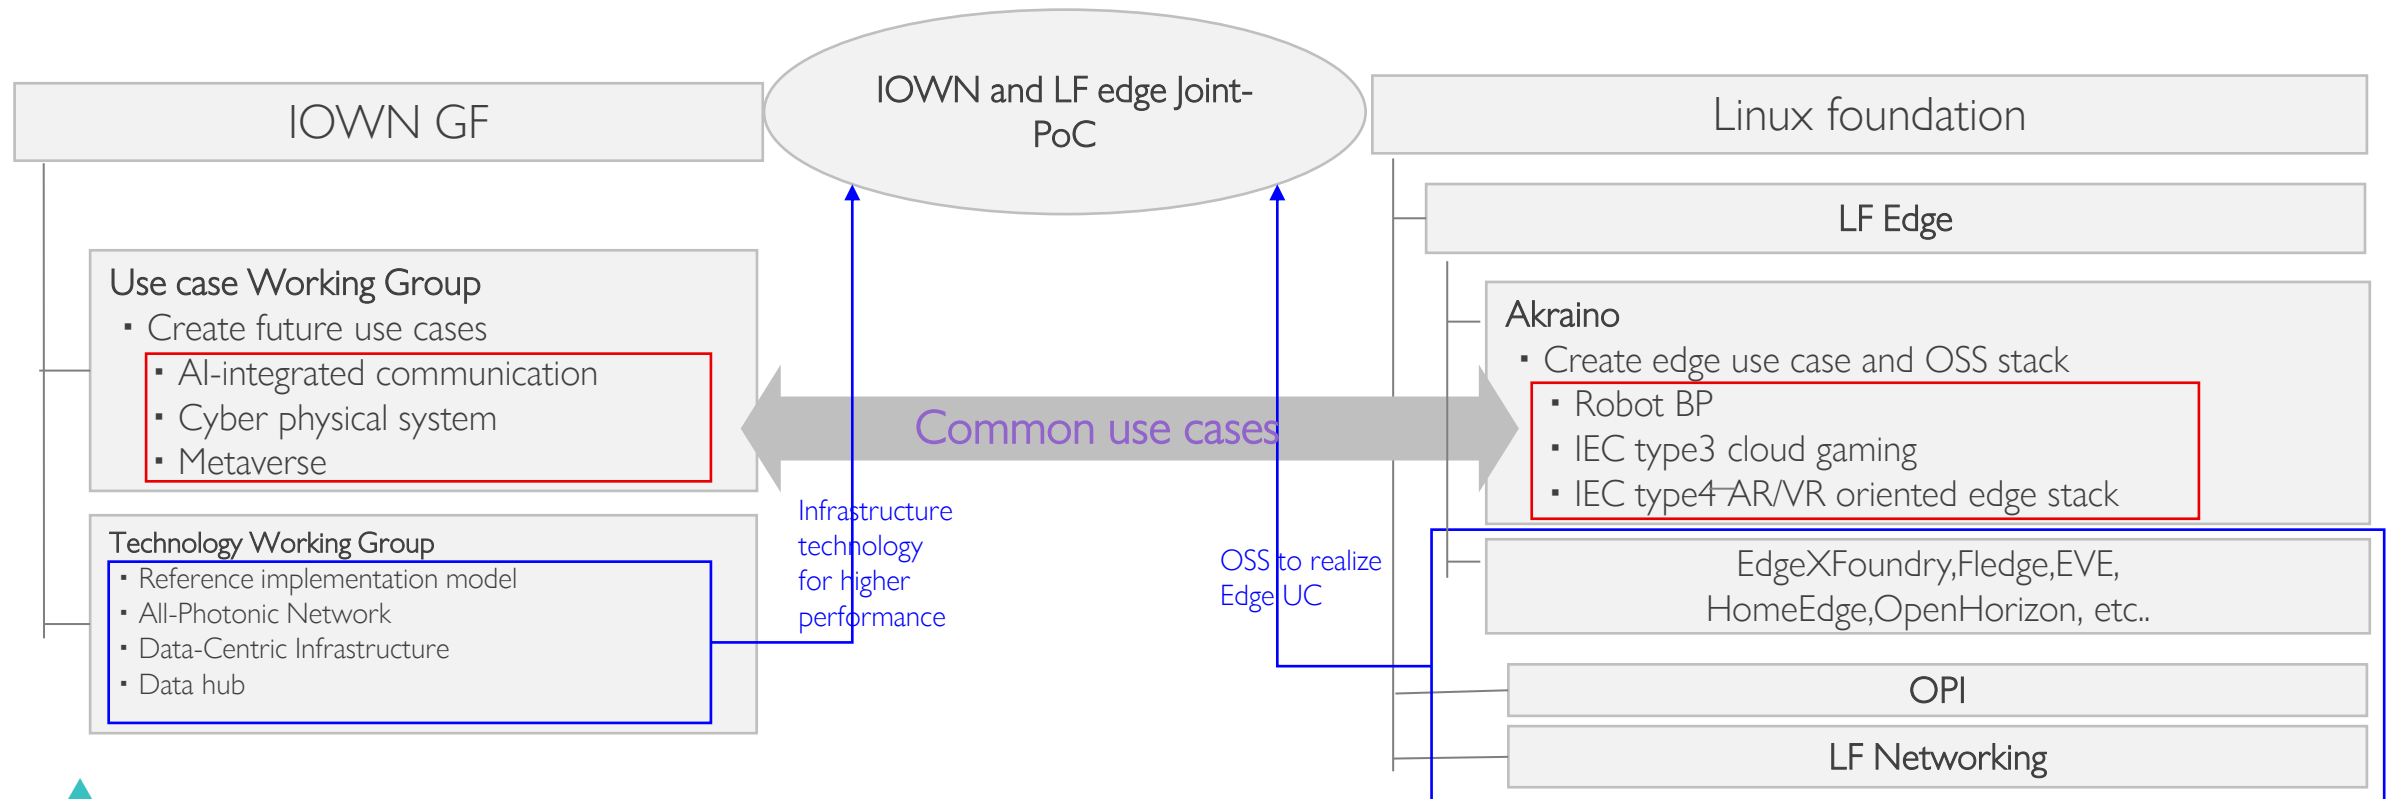 IOWN GF
IOWN and LF edge Joint-
PoC
Linux foundation
LF Edge
Use case Working Group
▪ Create future use cases
▪ AI-integrated communication
▪ Cyber physical system
▪ Metaverse
Technology Working Group
▪ Reference implementation model
▪ All-Photonic Network
▪ Data-Centric Infrastructure
▪ Data hub
Common use cases
Infrastructure
technology
for higher
performance
OSS to realize
Edge UC
Akraino
▪ Create edge use case and OSS stack
▪ Robot BP
▪ IEC type3 cloud gaming
▪ IEC type4 AR/VR oriented edge stack
EdgeXFoundry,Fledge,EVE,
HomeEdge,OpenHorizon, etc..
OPI
LF Networking